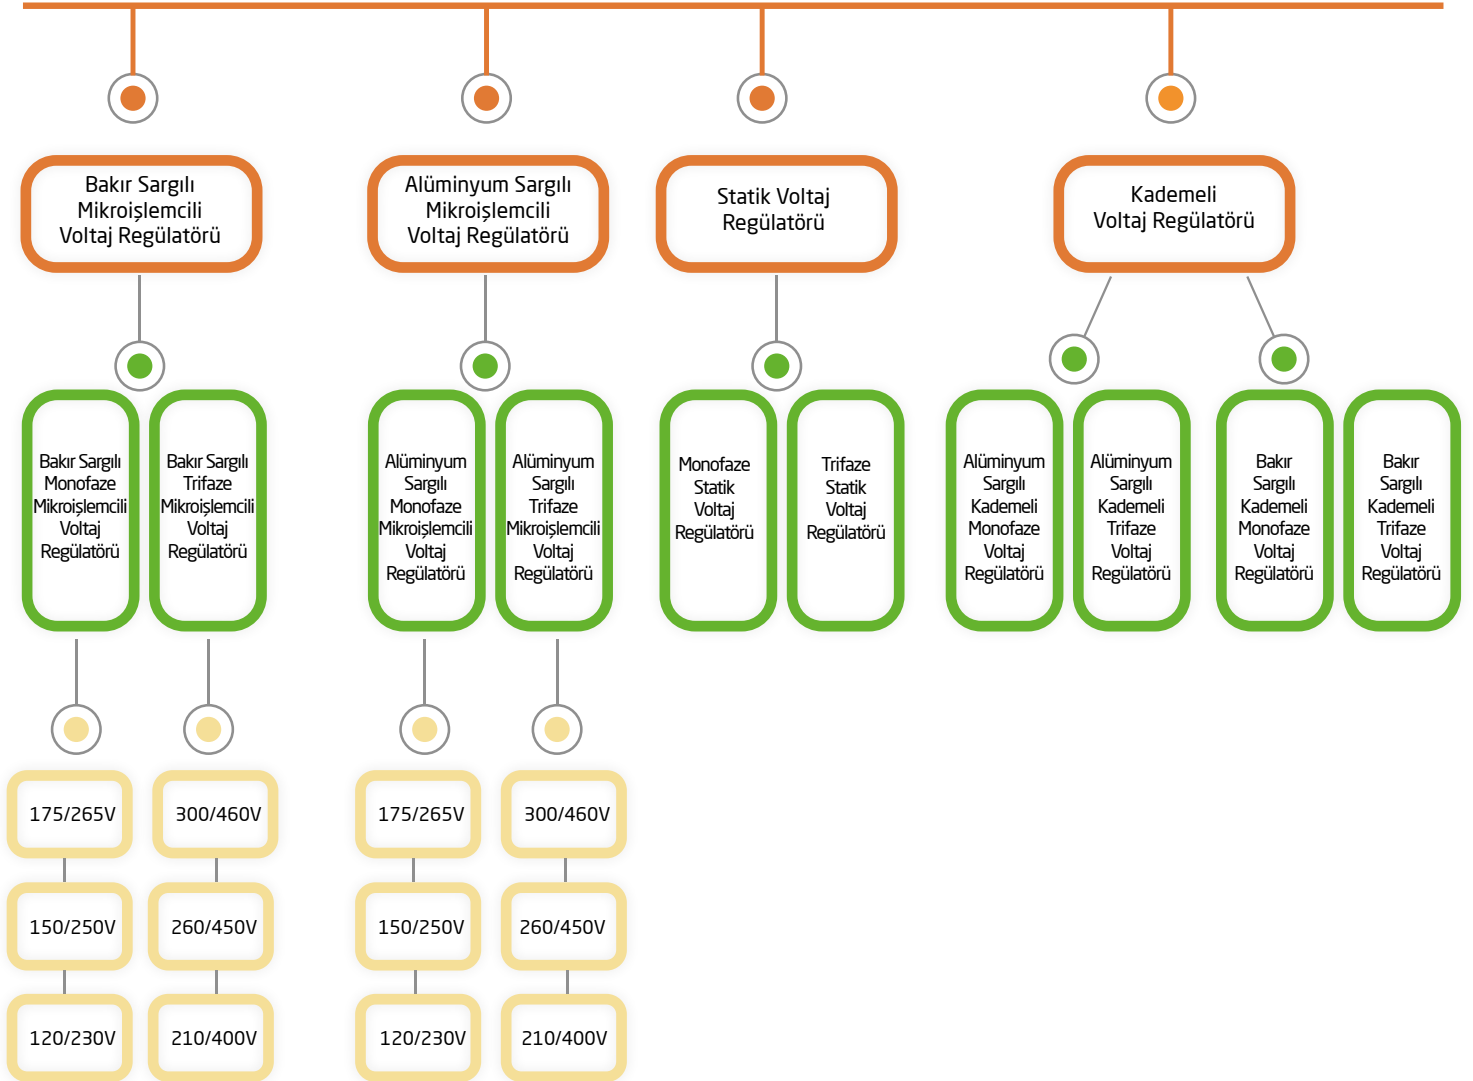 Bakır Sargılı
Mikroişlemcili
Voltaj Regülatörü
Alüminyum Sargılı
Mikroişlemcili
Voltaj Regülatörü
Statik Voltaj
Regülatörü
Kademeli
Voltaj Regülatörü
Bakır Sargılı
Monofaze
Mikroişlemcili
Voltaj
Regülatörü
Bakır Sargılı
Trifaze
Mikroişlemcili
Voltaj
Regülatörü
Alüminyum
Sargılı
Monofaze
Mikroişlemcili
Voltaj
Regülatörü
Alüminyum
Sargılı
Trifaze
Mikroişlemcili
Voltaj
Regülatörü
Monofaze
Statik
Voltaj
Regülatörü
Trifaze
Statik
Voltaj
Regülatörü
Alüminyum
Sargılı
Kademeli
Monofaze
Voltaj
Regülatörü
Alüminyum
Sargılı
Kademeli
Trifaze
Voltaj
Regülatörü
Bakır
Sargılı
Kademeli
Monofaze
Voltaj
Regülatörü
Bakır
Sargılı
Kademeli
Trifaze
Voltaj
Regülatörü
175/265V
300/460V
175/265V
300/460V
150/250V
260/450V
150/250V
260/450V
120/230V
210/400V
120/230V
210/400V